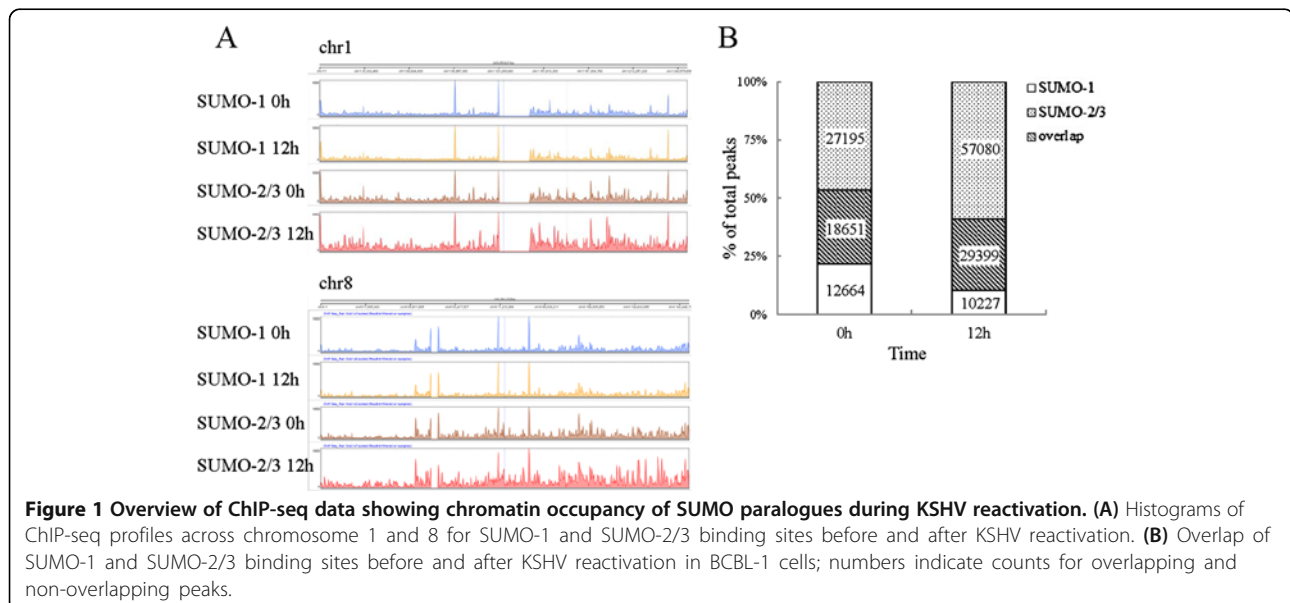 A
chr1
SUMO-1 0h
SUMO-1 12h
SUMO-2/3 0h
SUMO-2/3 12h
chr8
SUMO-1 0h
SUMO-1 12h
SUMO-2/3 0h
SUMO-2/3 12h
B
% of total peaks
100%
75%
50%
25%
0%
27195
18651
12664
57080
29399
10227
0h
12h
Time
SUMO-1
SUMO-2/3
overlap
Figure 1 Overview of ChIP-seq data showing chromatin occupancy of SUMO paralogues during KSHV reactivation. (A) Histograms of
ChIP-seq profiles across chromosome 1 and 8 for SUMO-1 and SUMO-2/3 binding sites before and after KSHV reactivation. (B) Overlap of
SUMO-1 and SUMO-2/3 binding sites before and after KSHV reactivation in BCBL-1 cells; numbers indicate counts for overlapping and
non-overlapping peaks.